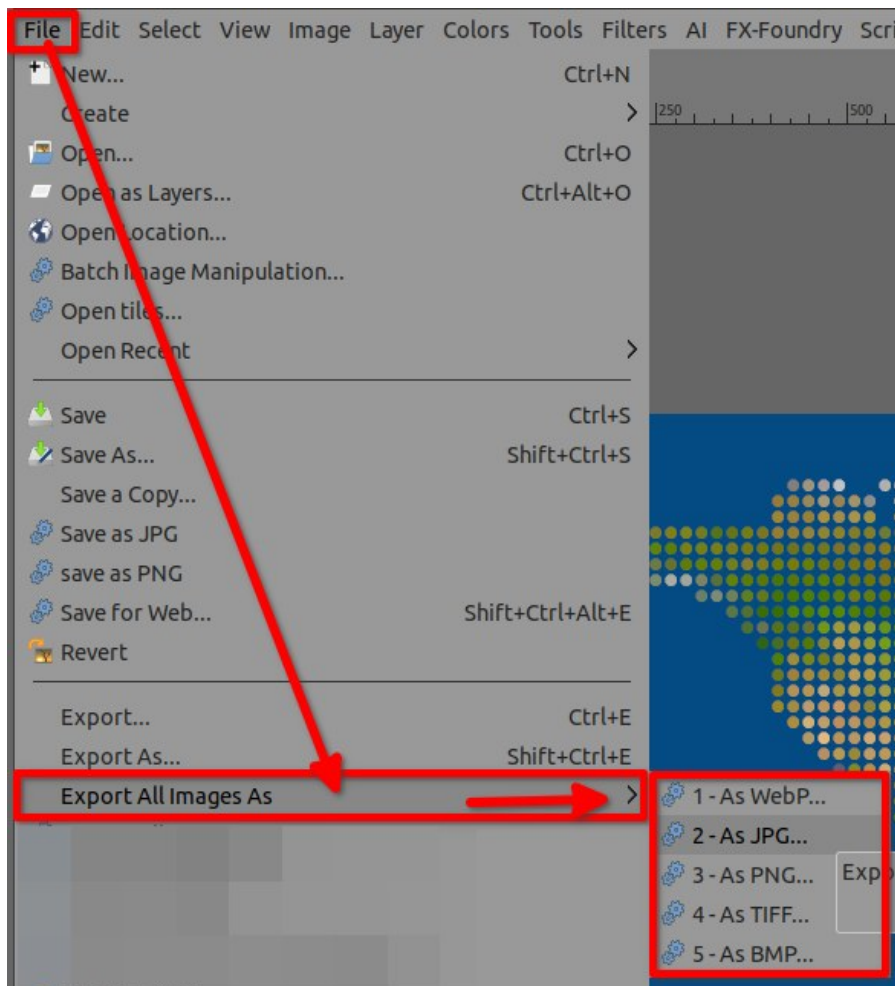 File Edit Select View Image Layer Colors Tools Filters AI FX-Foundry
New... Ctrl+N
Create >
250 500
Open... Ctrl+O
Open as Layers... Ctrl+Alt+O
Open Location...
Batch Image Manipulation...
Open tiles...
Open Recent >
Save Ctrl+S
Save As... Shift+Ctrl+S
Save a Copy...
Save as JPG
save as PNG
Save for Web... Shift+Ctrl+Alt+E
Revert
Export... Ctrl+E
Export As... Shift+Ctrl+E
Export All Images As >
1 - As WebP...
2 - As JPG...
3 - As PNG...
4 - As TIFF...
5 - As BMP...